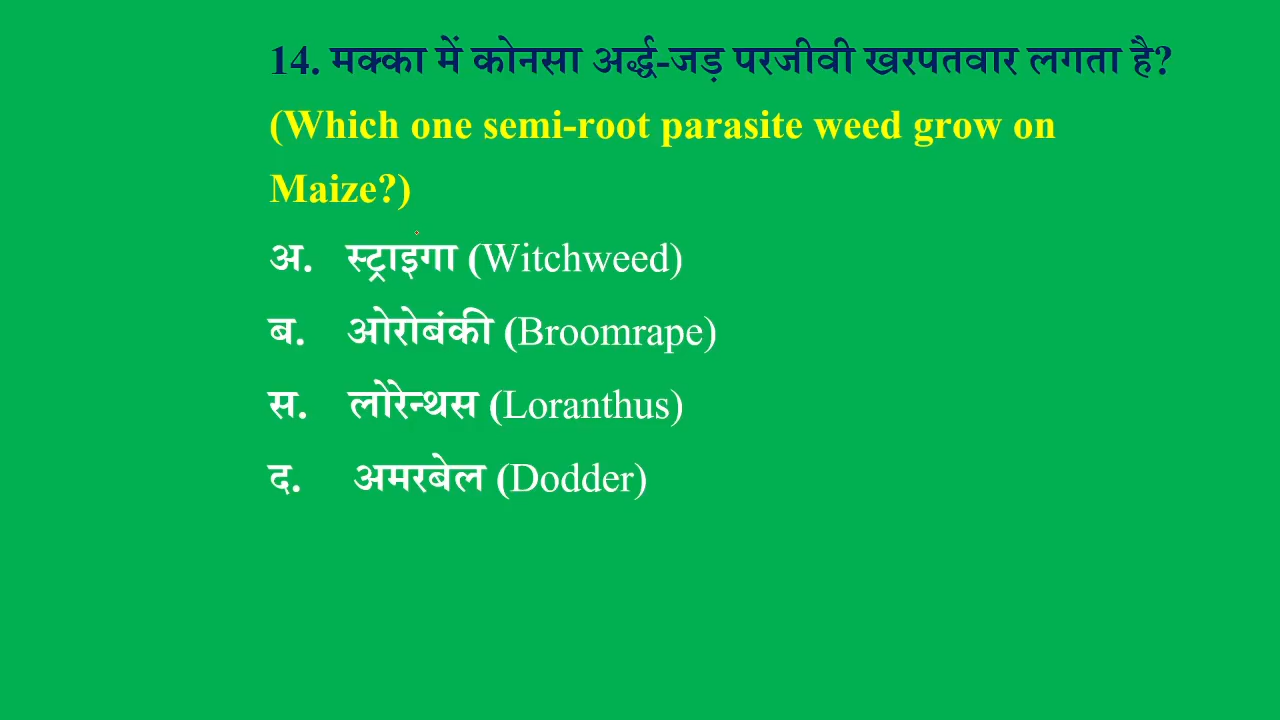 14. मक्का में कोनसा अर्द्ध-जड़ परजीवी खरपतवार लगता है?
(Which one semi-root parasite weed grow on
Maize?)
अ. स्ट्राइगा (Witchweed)
ब. ओरोबंकी (Broomrape)
स. लोरेन्थस (Loranthus)
द. अमरबेल (Dodder)